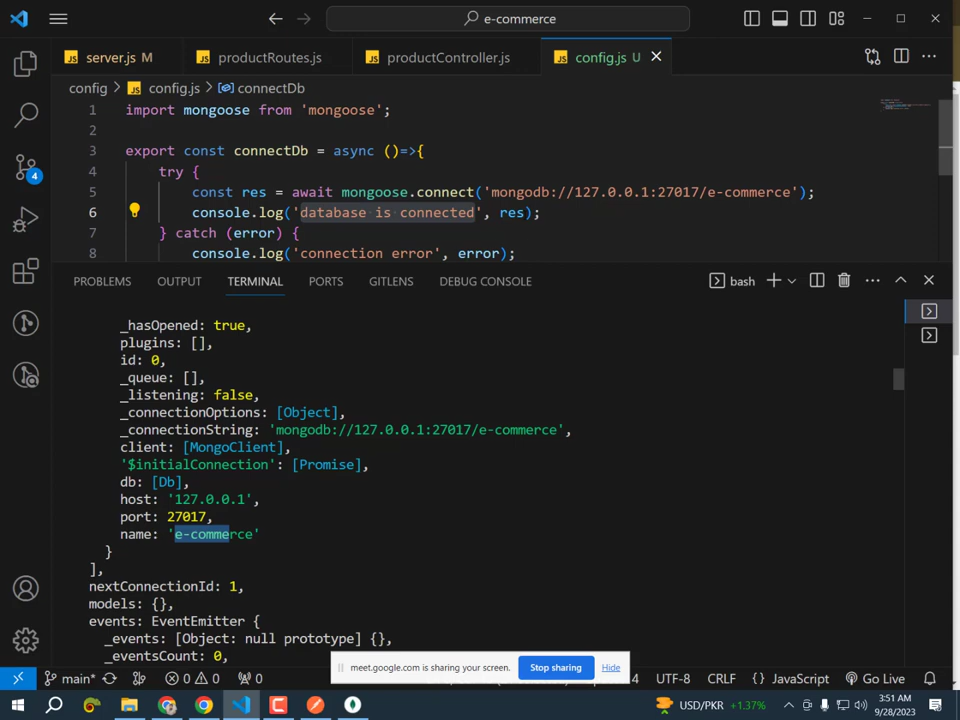 e-commerce
server.js M
productRoutes.js
productController.js
config.js U
config > config.js > connectDb
1 import mongoose from 'mongoose';
2
3 export const connectDb = async ()=>{
4 try {
5 const res = await mongoose.connect('mongodb://127.0.0.1:27017/e-commerce');
6 console.log('database is connected', res);
7 } catch (error) {
8 console.log('connection error', error);
PROBLEMS OUTPUT TERMINAL PORTS GITLENS DEBUG CONSOLE
bash
_hasOpened: true,
plugins: [],
id: 0,
_queue: [],
_listening: false,
_connectionOptions: [Object],
_connectionString: 'mongodb://127.0.0.1:27017/e-commerce',
client: [MongoClient],
'$initialConnection': [Promise],
db: [Db],
host: '127.0.0.1',
port: 27017,
name: 'e-commerce'
}
],
nextConnectionId: 1,
models: {},
events: EventEmitter {
_events: [Object: null prototype] {},
_eventsCount: 0,
4
meet.google.com is sharing your screen. Stop sharing Hide
main* 0 0 0 4 UTF-8 CRLF JavaScript Go Live
USD/PKR +1.37%
3:51 AM
9/28/2023